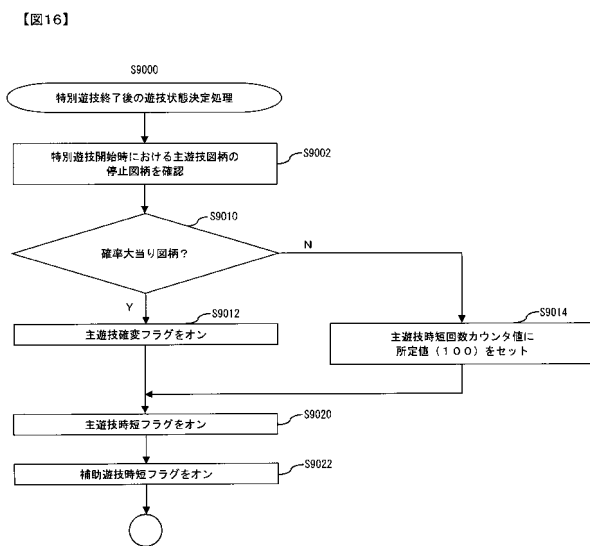 【図16】
S9000
特別遊技終了後の遊技状態決定処理
特別遊技開始時における主遊技図柄の
停止図柄を確認
S9002
S9010
確率大当り図柄？
N
Y
S9012
主遊技確変フラグをオン
S9014
主遊技時短回数カウンタ値に
所定値（１００）をセット
S9020
主遊技時短フラグをオン
S9022
補助遊技時短フラグをオン